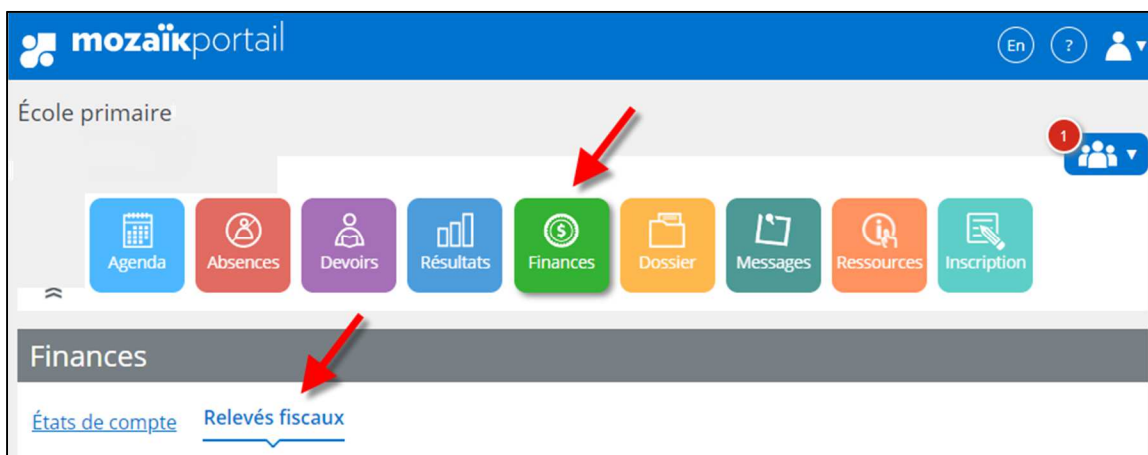 mozaïkportail
En ?
École primaire
1
Agenda Absences Devoirs Résultats Finances Dossier Messages Ressources Inscription
Finances
États de compte Relevés fiscaux